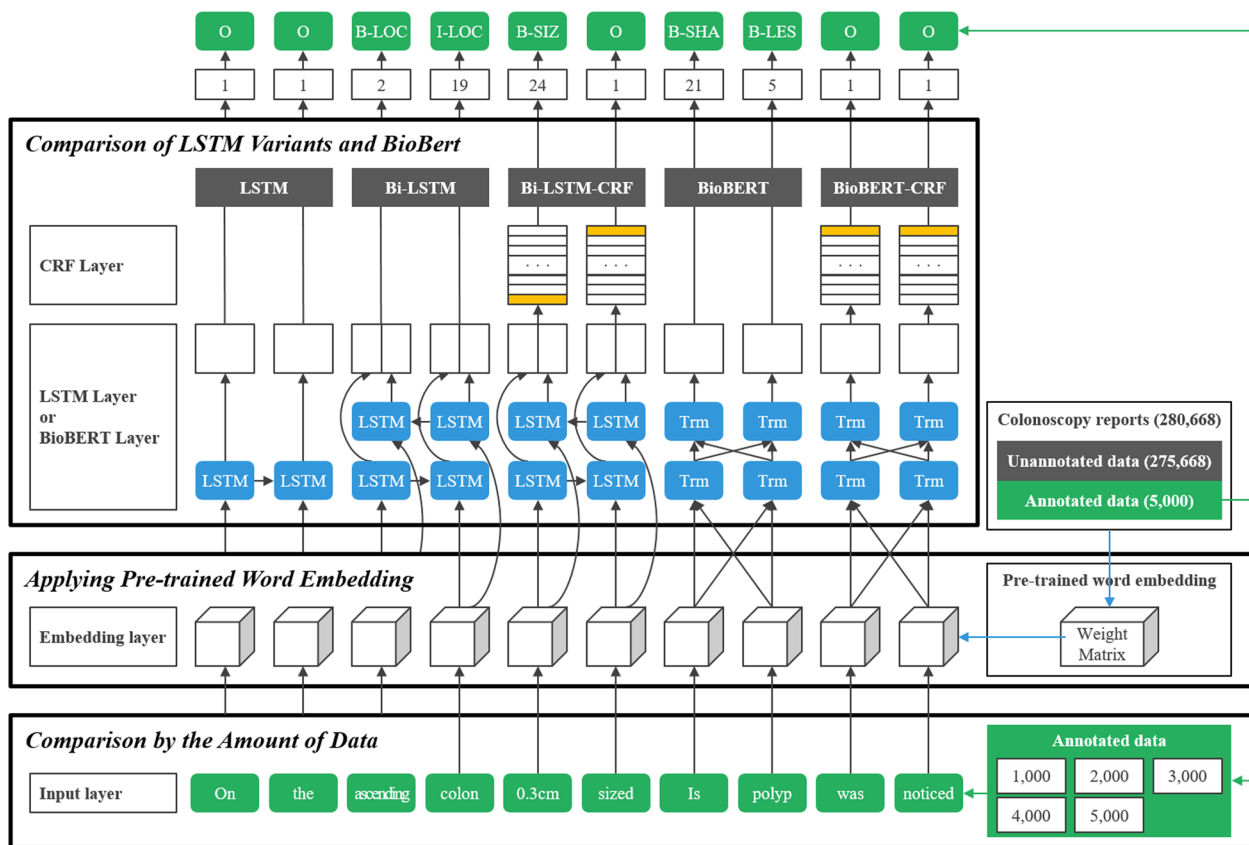 O O B-LOC I-LOC B-SIZ O B-SHA B-LES O O
1 1 2 19 24 1 21 5 1 1
Comparison of LSTM Variants and BioBert
LSTM Bi-LSTM Bi-LSTM-CRF BioBERT BioBERT-CRF
CRF Layer
. . . . . . . . . . . .
LSTM Layer
or
BioBERT Layer
LSTM LSTM LSTM LSTM Trm Trm Trm Trm
LSTM LSTM LSTM LSTM LSTM LSTM Trm Trm Trm Trm
Colonoscopy reports (280,668)
Unannotated data (275,668)
Annotated data (5,000)
Applying Pre-trained Word Embedding
Embedding layer
Pre-trained word embedding
Weight
Matrix
Comparison by the Amount of Data
Input layer
On the ascending colon 0.3cm sized Is polyp was noticed
Annotated data
1,000 2,000 3,000
4,000 5,000